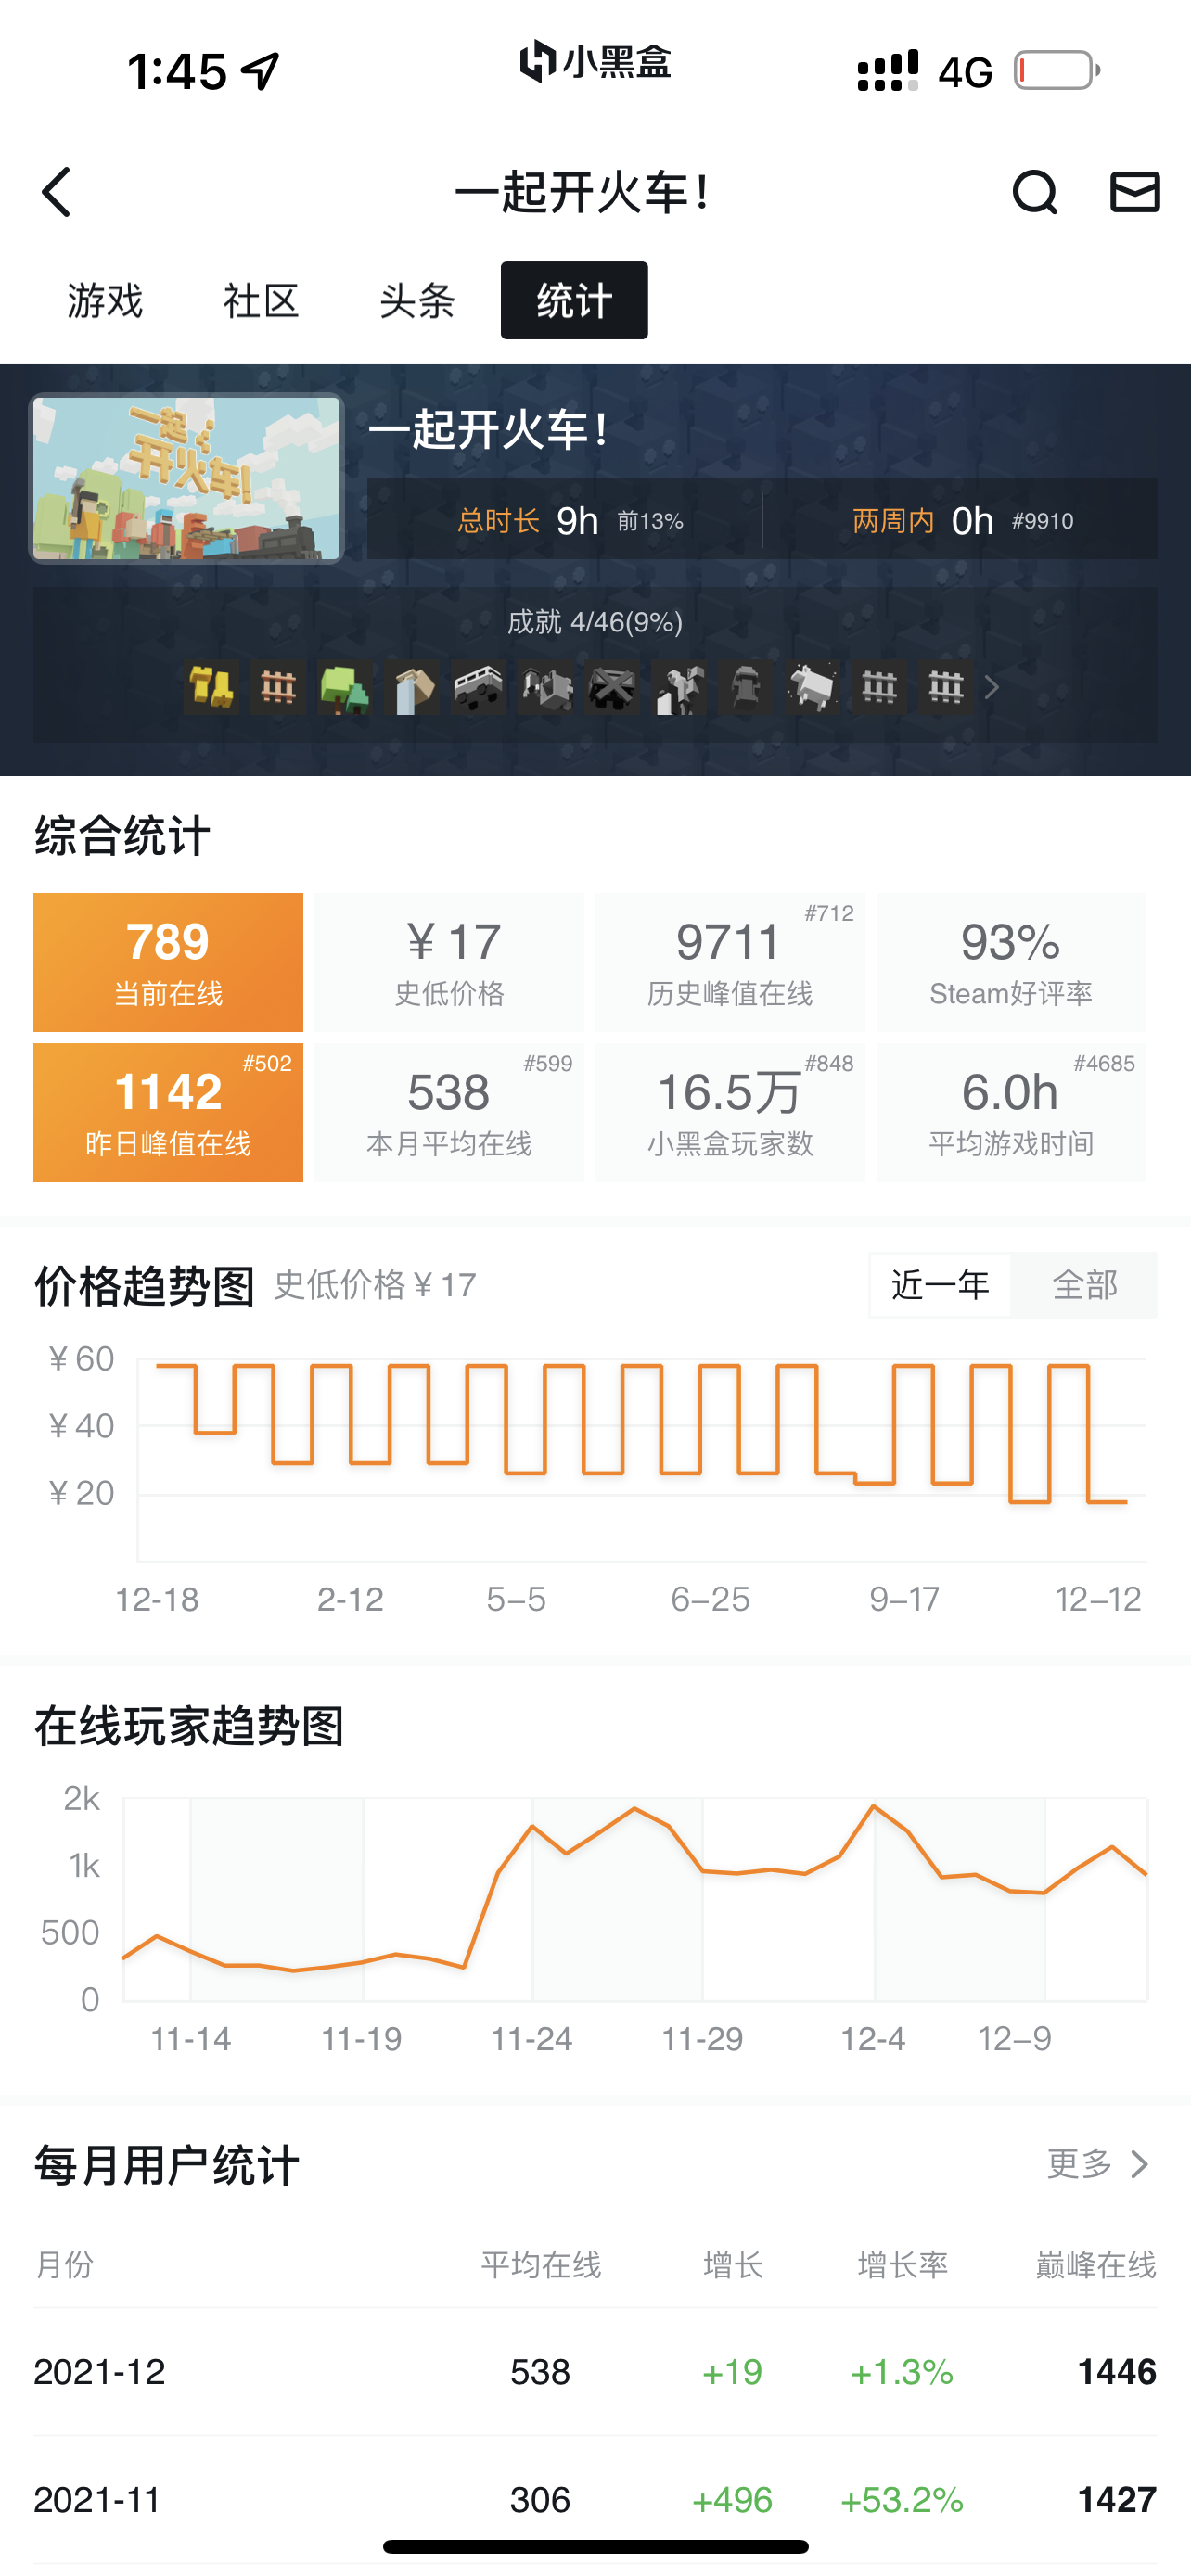 1:45 小黑盒 4G
一起开火车!
游戏 社区 头条 统计
一起开火车!
一起开火车!
总时长 9h 前13% 两周内 0h #9910
成就 4/46(9%)
综合统计
789 ¥17 9711 #712 93%
当前在线 史低价格 历史峰值在线 Steam好评率
1142 #502 538 #599 16.5万 #848 6.0h #4685
昨日峰值在线 本月平均在线 小黑盒玩家数 平均游戏时间
价格趋势图 史低价格¥17 近一年 全部
¥60
¥40
¥20
12-18 2-12 5-5 6-25 9-17 12-12
在线玩家趋势图
2k
1k
500
0
11-14 11-19 11-24 11-29 12-4 12-9
每月用户统计 更多
月份 平均在线 增长 增长率 巅峰在线
2021-12 538 +19 +1.3% 1446
2021-11 306 +496 +53.2% 1427